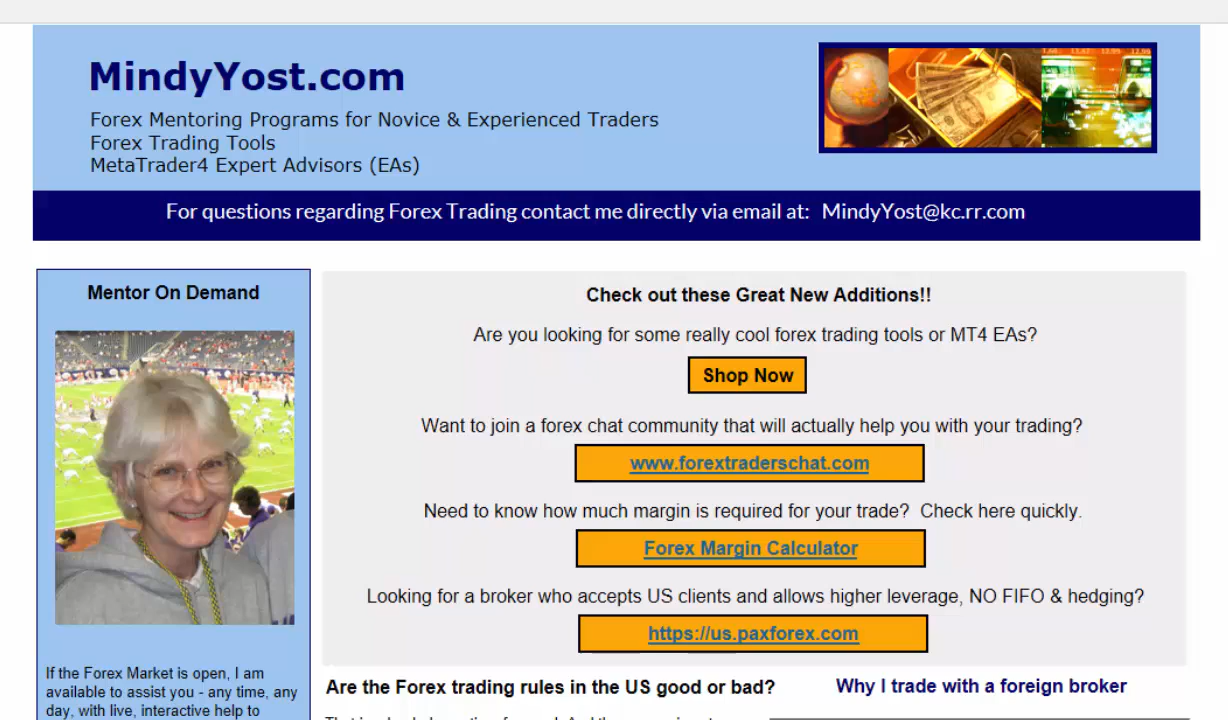 MindyYost.com
Forex Mentoring Programs for Novice & Experienced Traders
Forex Trading Tools
MetaTrader4 Expert Advisors (EAs)
For questions regarding Forex Trading contact me directly via email at: MindyYost@kc.rr.com
Mentor On Demand
If the Forex Market is open, I am
available to assist you - any time, any
day, with live, interactive help to
Check out these Great New Additions!!
Are you looking for some really cool forex trading tools or MT4 EAs?
Shop Now
Want to join a forex chat community that will actually help you with your trading?
www.forextraderschat.com
Need to know how much margin is required for your trade? Check here quickly.
Forex Margin Calculator
Looking for a broker who accepts US clients and allows higher leverage, NO FIFO & hedging?
https://us.paxforex.com
Are the Forex trading rules in the US good or bad?
Why I trade with a foreign broker